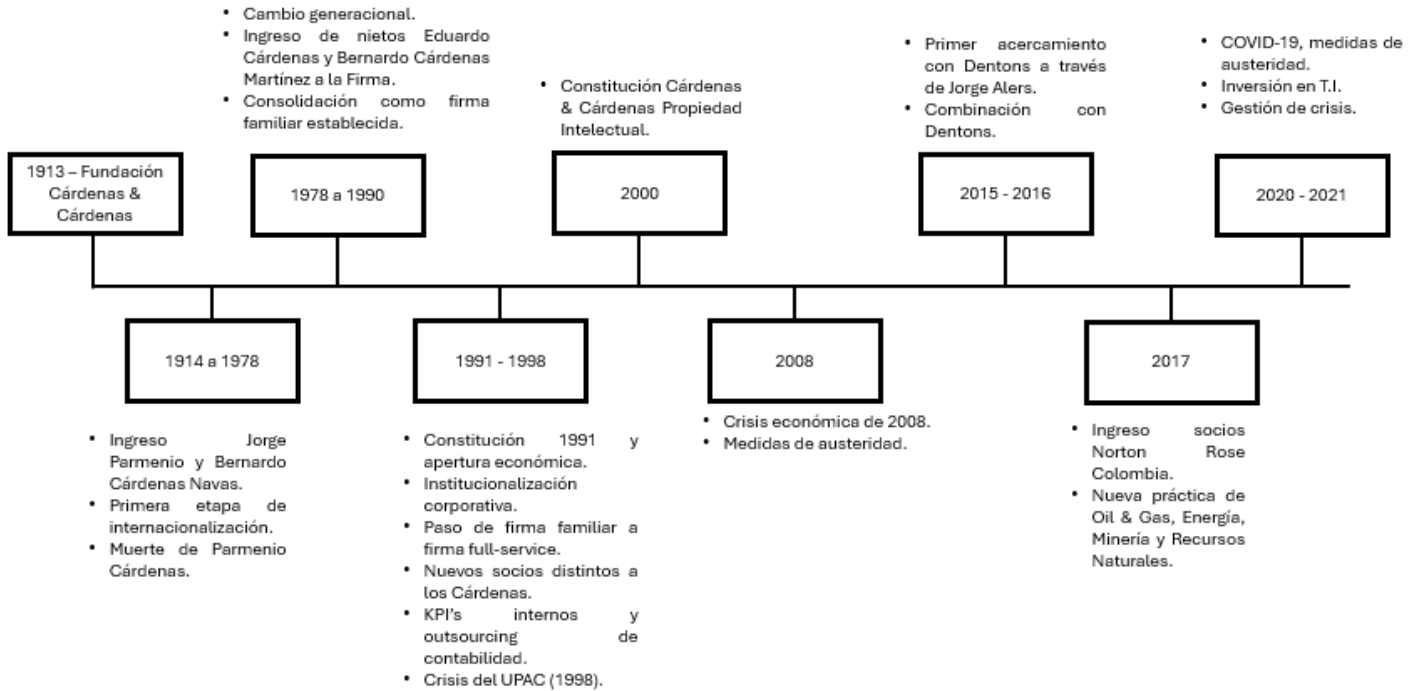 • Cambio generacional.
• Ingreso de nietos Eduardo
Cárdenas y Bernardo Cárdenas
Martínez a la Firma.
• Consolidación como firma
familiar establecida.
• Constitución Cárdenas
& Cárdenas Propiedad
Intelectual.
• Primer acercamiento
con Dentons a través
de Jorge Alers.
• Combinación con
Dentons.
• COVID-19, medidas de
austeridad.
• Inversión en T.I.
• Gestión de crisis.
1913 – Fundación
Cárdenas &
Cárdenas
1978 a 1990
2000
2015 - 2016
2020 - 2021
1914 a 1978
1991 - 1998
2008
2017
• Ingreso Jorge
Parmenio y Bernardo
Cárdenas Navas.
• Primera etapa de
internacionalización.
• Muerte de Parmenio
Cárdenas.
• Constitución 1991 y
apertura económica.
• Institucionalización
corporativa.
• Paso de firma familiar a
firma full-service.
• Nuevos socios distintos a
los Cárdenas.
• KPI's internos y
outsourcing de
contabilidad.
• Crisis del UPAC (1998).
• Crisis económica de 2008.
• Medidas de austeridad.
• Ingreso socios
Norton Rose
Colombia.
• Nueva práctica de
Oil & Gas, Energía,
Minería y Recursos
Naturales.